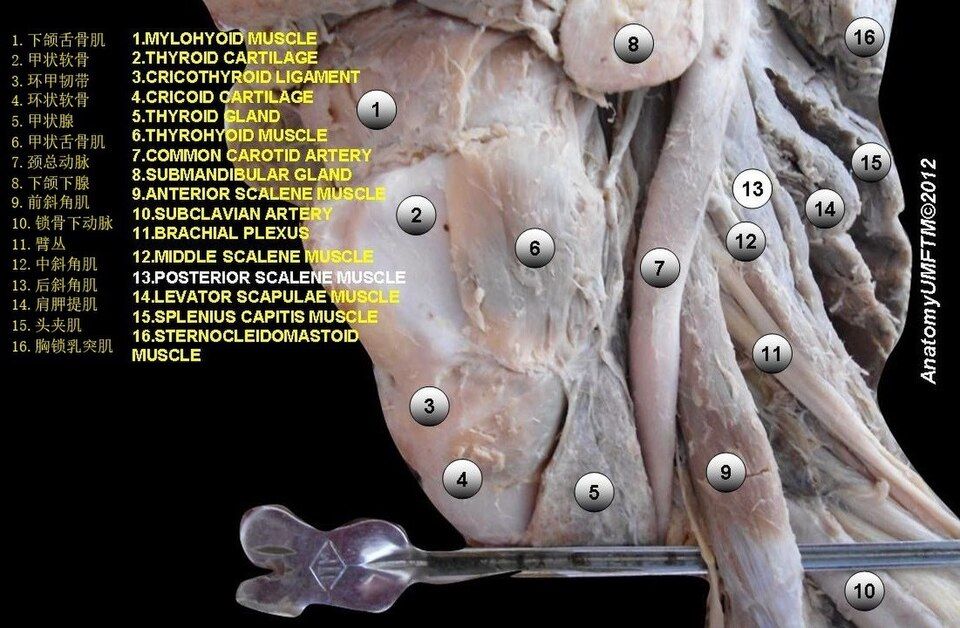 1. 下颌舌骨肌
2. 甲状软骨
3. 环甲韧带
4. 环状软骨
5. 甲状腺
6. 甲状舌骨肌
7. 颈总动脉
8. 下颌下腺
9. 前斜角肌
10. 锁骨下动脉
11. 臂丛
12. 中斜角肌
13. 后斜角肌
14. 肩胛提肌
15. 头夹肌
16. 胸锁乳突肌
1.MYLOHYOID MUSCLE
2.THYROID CARTILAGE
3.CRICOTHYROID LIGAMENT
4.CRICOID CARTILAGE
5.THYROID GLAND
6.THYROHYOID MUSCLE
7.COMMON CAROTID ARTERY
8.SUBMANDIBULAR GLAND
9.ANTERIOR SCALENE MUSCLE
10.SUBCLAVIAN ARTERY
11.BRACHIAL PLEXUS
12.MIDDLE SCALENE MUSCLE
13.POSTERIOR SCALENE MUSCLE
14.LEVATOR SCAPULAE MUSCLE
15.SPLENIUS CAPITIS MUSCLE
16.STERNOCLEIDOMASTOID
MUSCLE
16
8
1
15
13
14
2
12
6
7
11
3
9
4
5
10
AnatomyUMFTM©2012